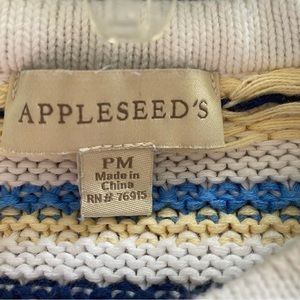 APPLESEED'S
PM
Made in
China
RN# 76915